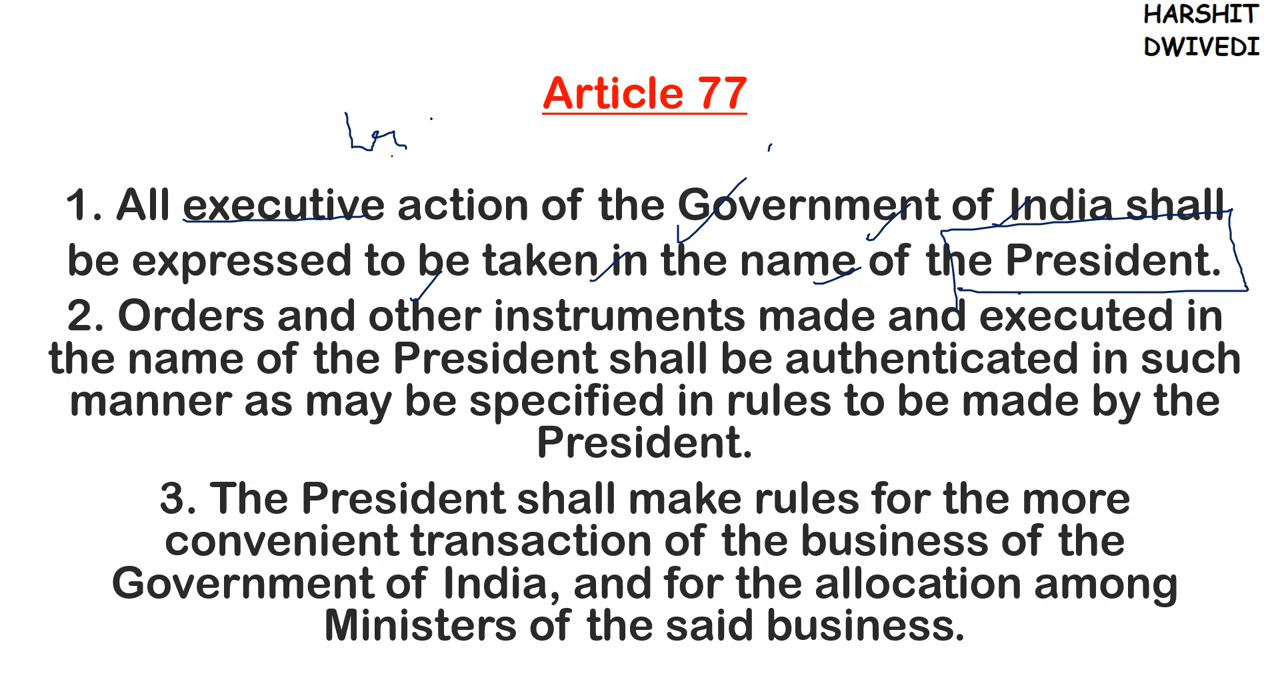 HARSHIT
DWIVEDI
Article 77
1. All executive action of the Government of India shall
be expressed to be taken in the name of the President.
2. Orders and other instruments made and executed in
the name of the President shall be authenticated in such
manner as may be specified in rules to be made by the
President.
3. The President shall make rules for the more
convenient transaction of the business of the
Government of India, and for the allocation among
Ministers of the said business.